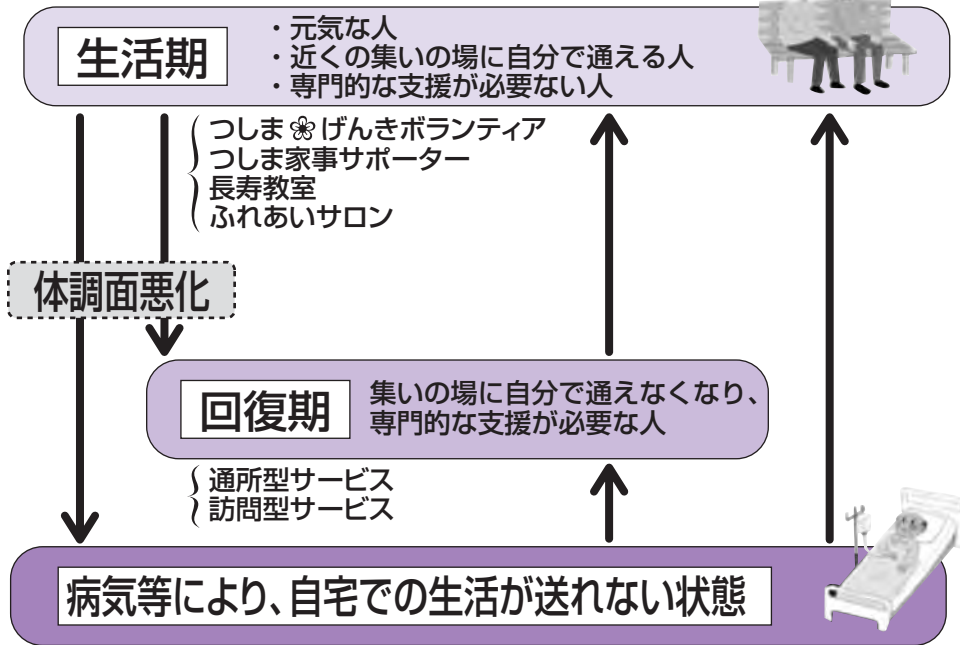 生活期
・元気な人
・近くの集いの場に自分で通える人
・専門的な支援が必要ない人
つしま❀げんきボランティア
つしま家事サポーター
長寿教室
ふれあいサロン
体調面悪化
回復期
集いの場に自分で通えなくなり、
専門的な支援が必要な人
通所型サービス
訪問型サービス
病気等により、自宅での生活が送れない状態